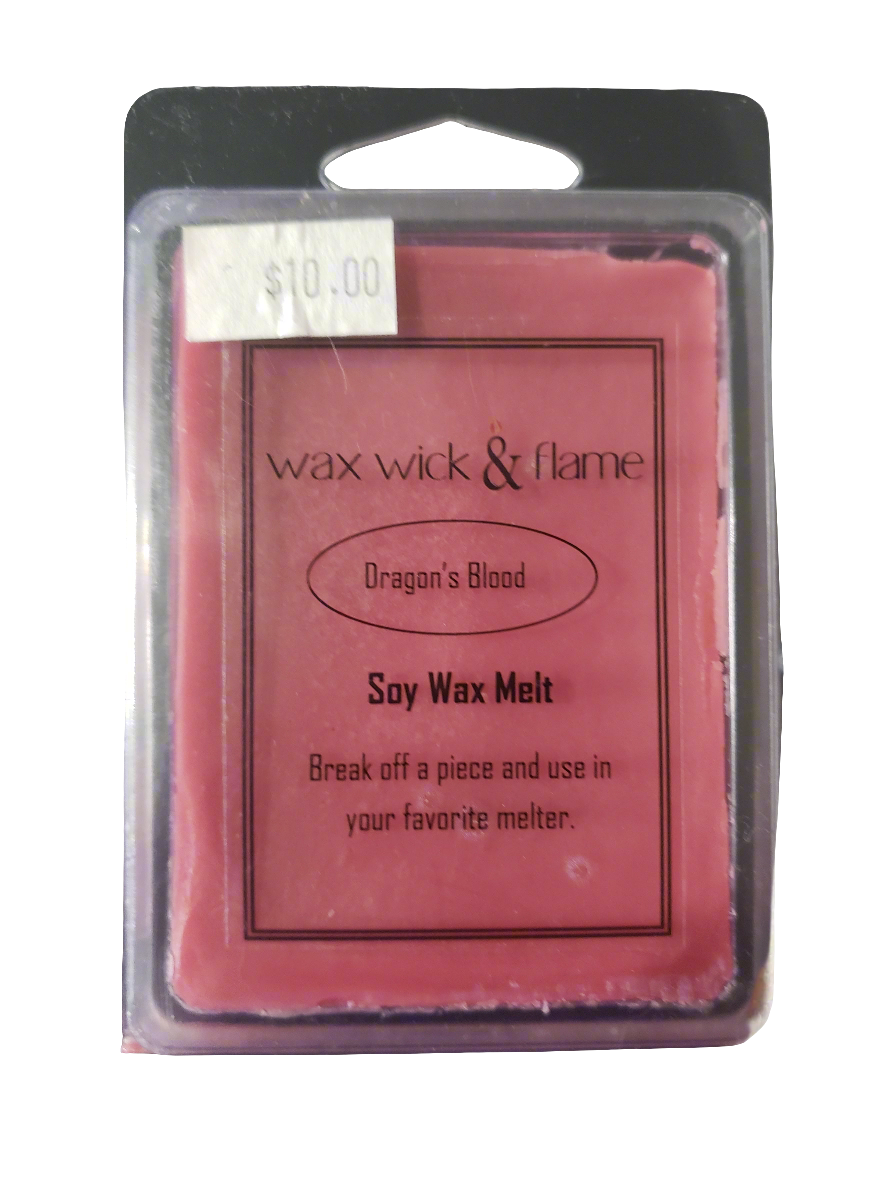 $10.00
wax wick & flame
Dragon's Blood
Soy Wax Melt
Break off a piece and use in
your favorite melter.